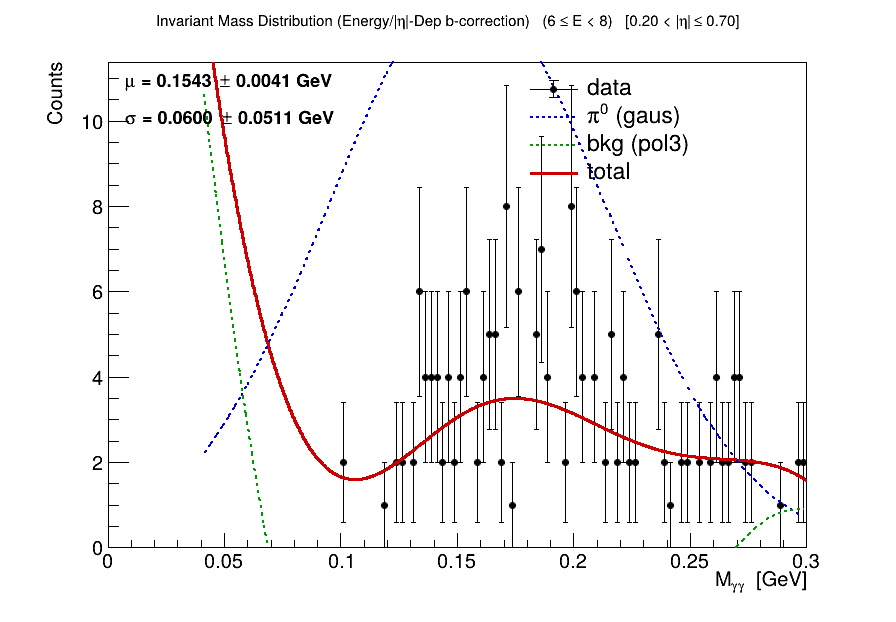 Invariant Mass Distribution (Energy/|η|-Dep b-correction) (6 ≤ E < 8) [0.20 < |η| ≤ 0.70]
Counts
μ = 0.1543 ± 0.0041 GeV
σ = 0.0600 ± 0.0511 GeV
data
π⁰ (gaus)
bkg (pol3)
total
10
8
6
4
2
0
0 0.05 0.1 0.15 0.2 0.25 0.3
Mγγ [GeV]